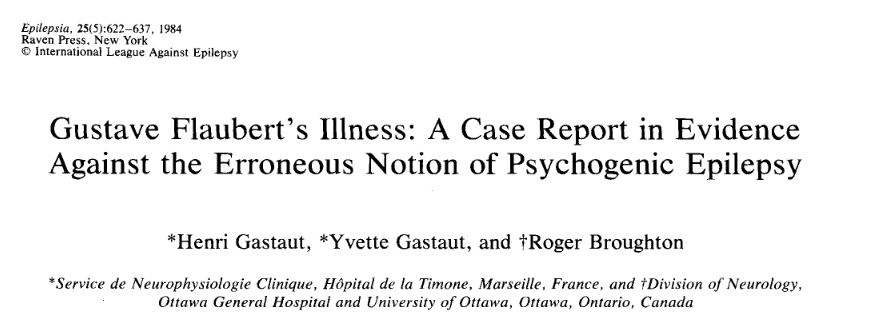 Epilepsia, 25(5):622–637, 1984
Raven Press, New York
© International League Against Epilepsy
Gustave Flaubert's Illness: A Case Report in Evidence
Against the Erroneous Notion of Psychogenic Epilepsy
*Henri Gastaut, *Yvette Gastaut, and †Roger Broughton
*Service de Neurophysiologie Clinique, Hôpital de la Timone, Marseille, France, and †Division of Neurology,
Ottawa General Hospital and University of Ottawa, Ottawa, Ontario, Canada